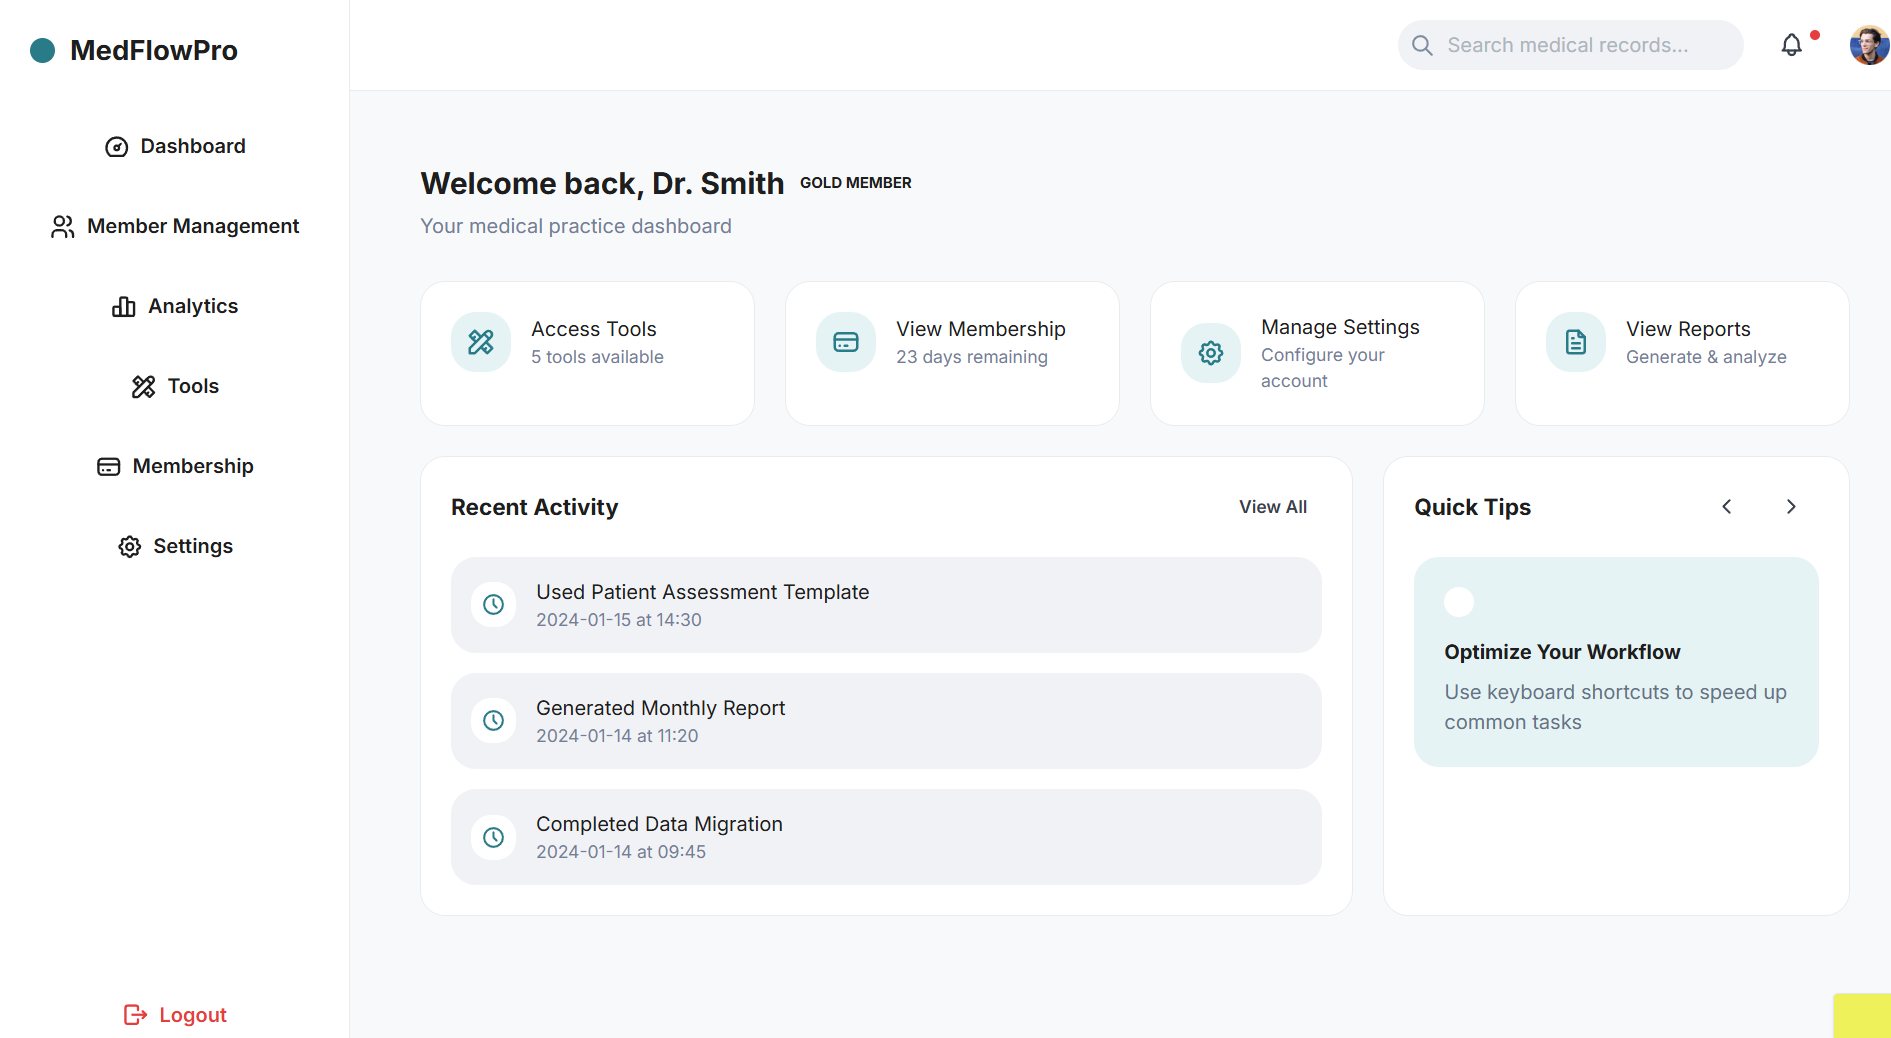 MedFlowPro
Search medical records...
Dashboard
Member Management
Analytics
Tools
Membership
Settings
Logout
Welcome back, Dr. Smith GOLD MEMBER
Your medical practice dashboard
Access Tools
5 tools available
View Membership
23 days remaining
Manage Settings
Configure your
account
View Reports
Generate & analyze
Recent Activity View All
Used Patient Assessment Template
2024-01-15 at 14:30
Generated Monthly Report
2024-01-14 at 11:20
Completed Data Migration
2024-01-14 at 09:45
Quick Tips
Optimize Your Workflow
Use keyboard shortcuts to speed up
common tasks